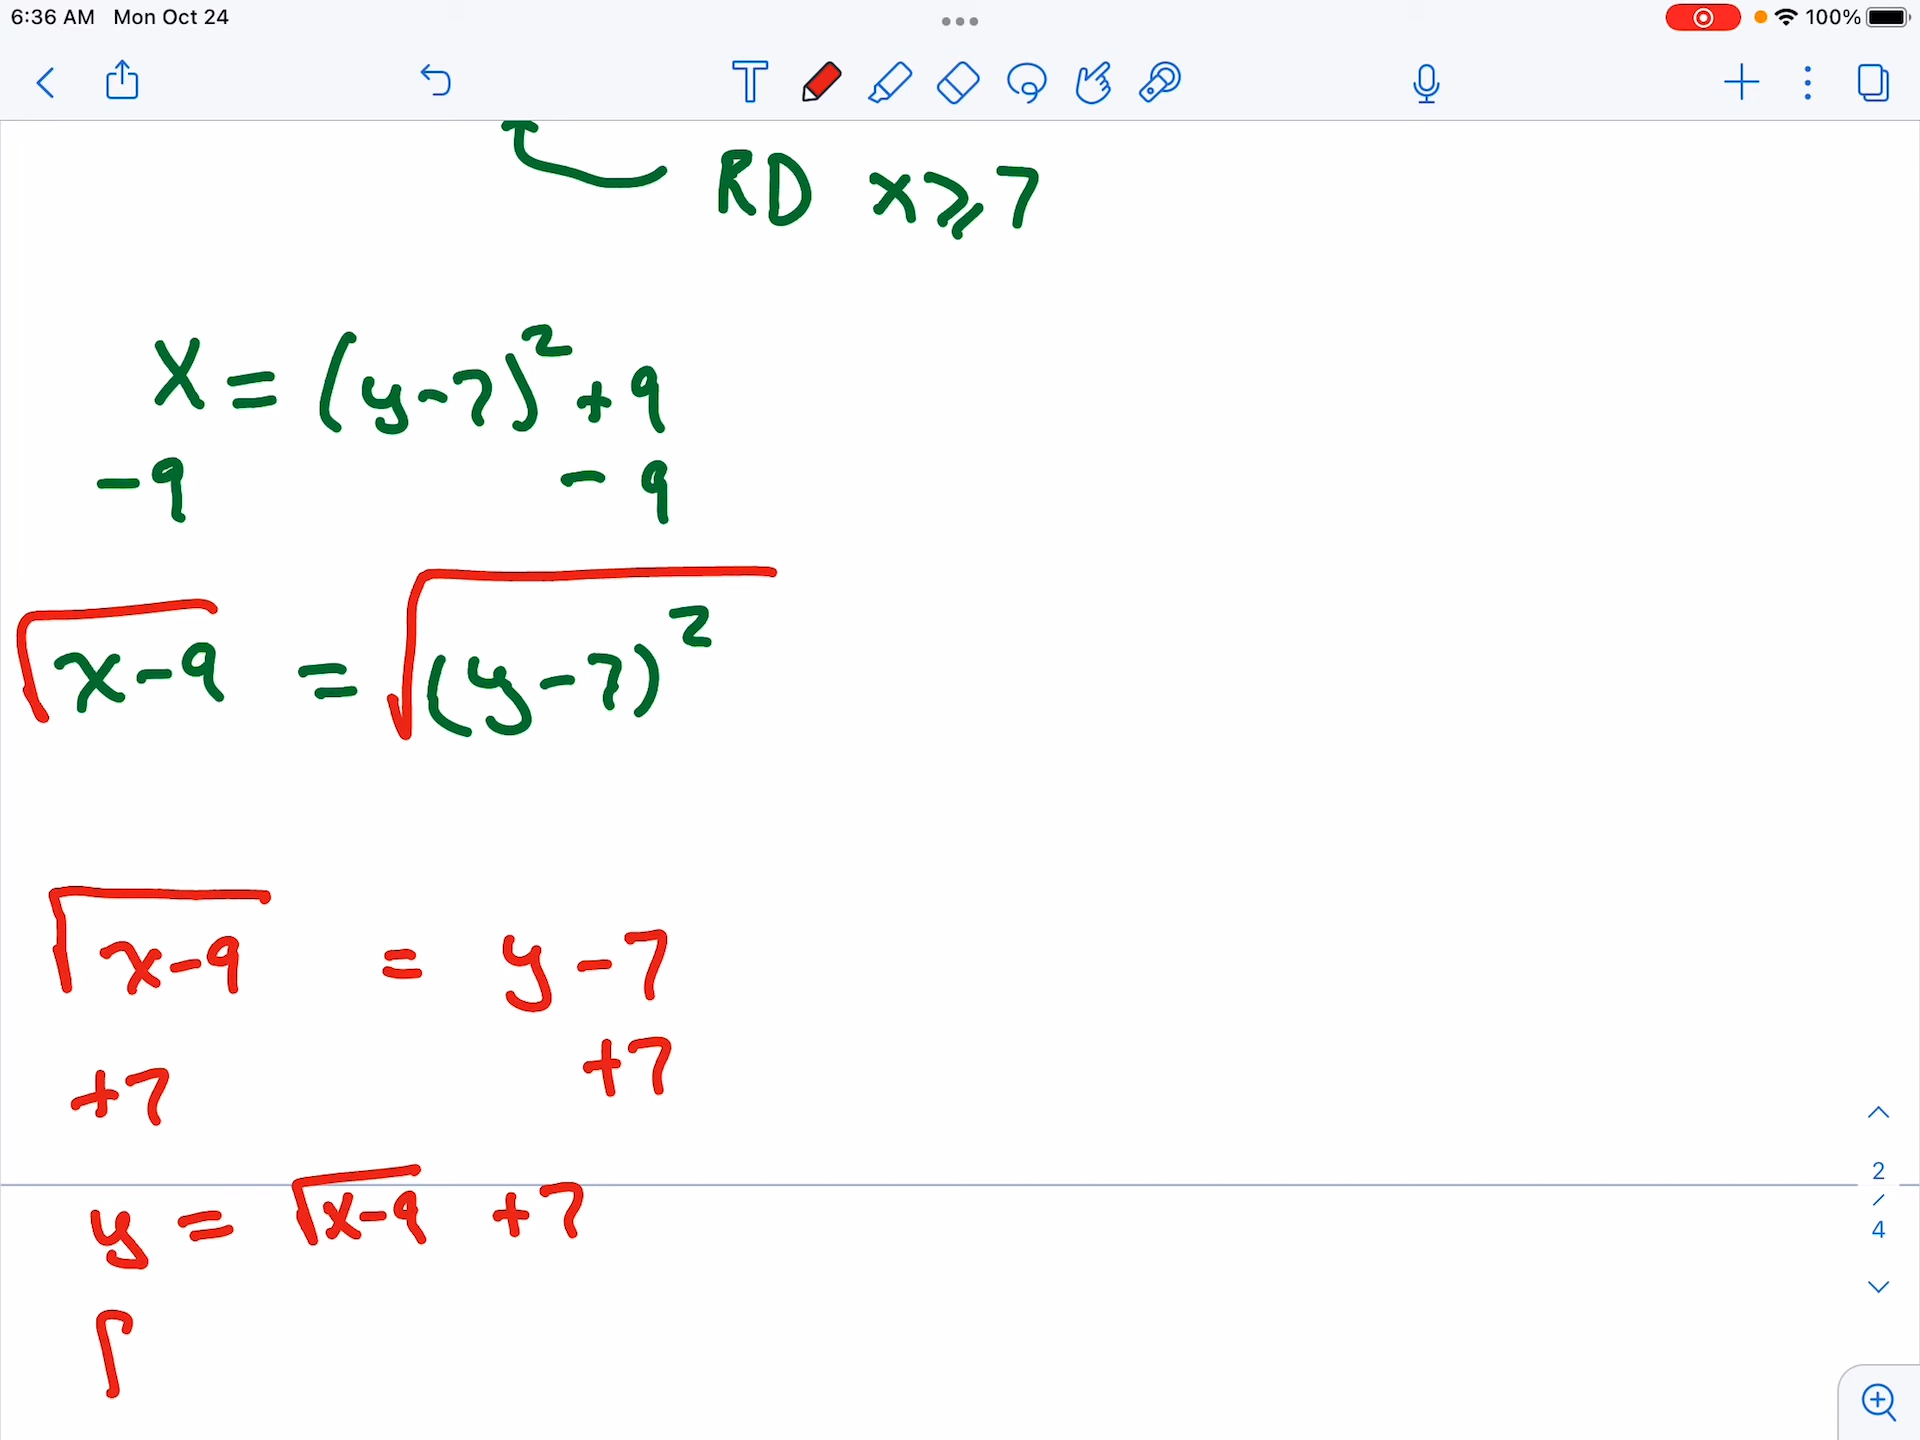 6:36 AM Mon Oct 24
100%
T
RD x⩾7
x = (y-7)² + 9
-9 - 9
√x-9 = √(y-7)²
√x-9 = y-7
+7 +7
y = √x-9 +7
f
2
/
4